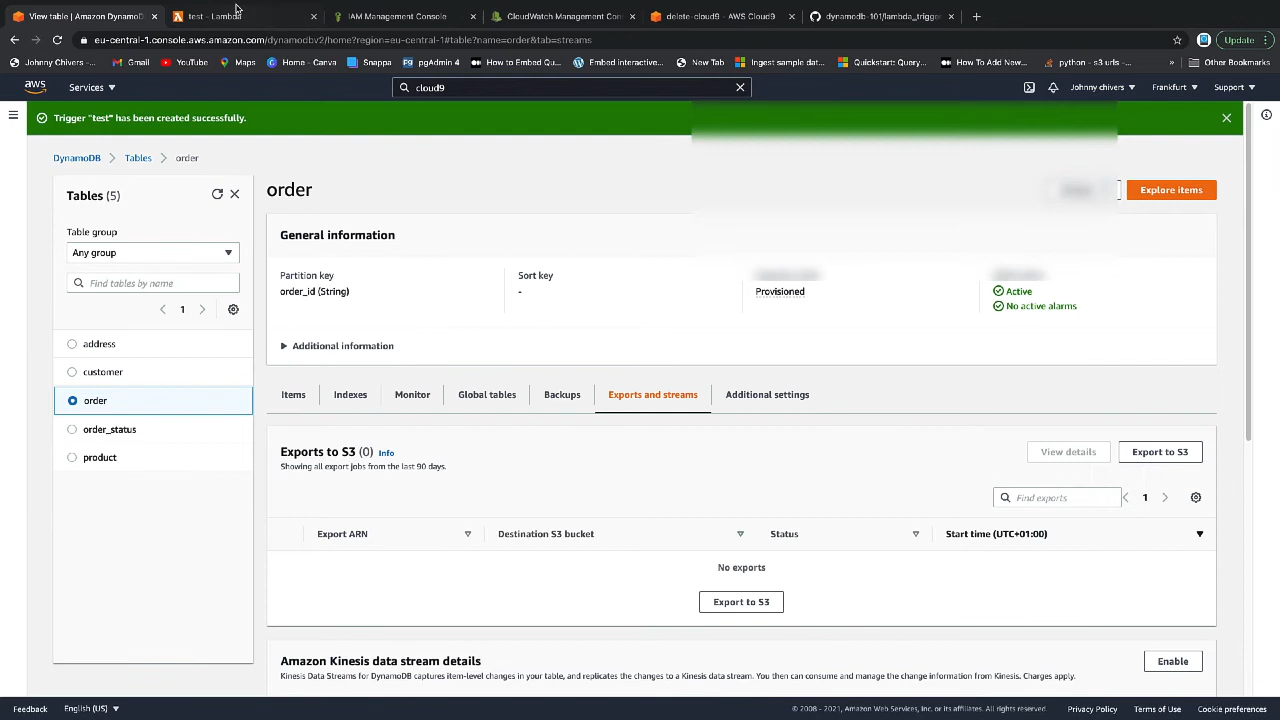 View table | Amazon DynamoD
test - Lambda
IAM Management Console
CloudWatch Management Con
delete-cloud9 - AWS Cloud9
dynamodb-101/lambda_trigge
eu-central-1.console.aws.amazon.com/dynamodbv2/home?region=eu-central-1#table?name=order&tab=streams
Update
Johnny Chivers -...
Gmail
YouTube
Maps
Home - Canva
Snappa
pgAdmin 4
How to Embed Qu...
Interactive embed...
New Tab
Ingest sample dat...
Quickstart: Query...
How To Add New...
python - s3 urls -...
Other Bookmarks
aws
Services
cloud9
Johnny chivers
Frankfurt
Support
Trigger "test" has been created successfully.
DynamoDB
Tables
order
Tables (5)
Table group
Any group
Find tables by name
1
address
customer
order
order_status
product
order
Explore items
General information
Partition key
order_id (String)
Sort key
-
Provisioned
Active
No active alarms
Additional information
Items
Indexes
Monitor
Global tables
Backups
Exports and streams
Additional settings
Exports to S3 (0) Info
Showing all export jobs from the last 90 days.
View details
Export to S3
Find exports
1
Export ARN
Destination S3 bucket
Status
Start time (UTC+01:00)
No exports
Export to S3
Amazon Kinesis data stream details
Kinesis Data Streams for DynamoDB captures item-level changes in your table, and replicates the changes to a Kinesis data stream. You then can consume and manage the change information from Kinesis. Charges apply.
Enable
Feedback
English (US)
© 2008 - 2021, Amazon Web Services, Inc. or its affiliates. All rights reserved.
Privacy Policy
Terms of Use
Cookie preferences